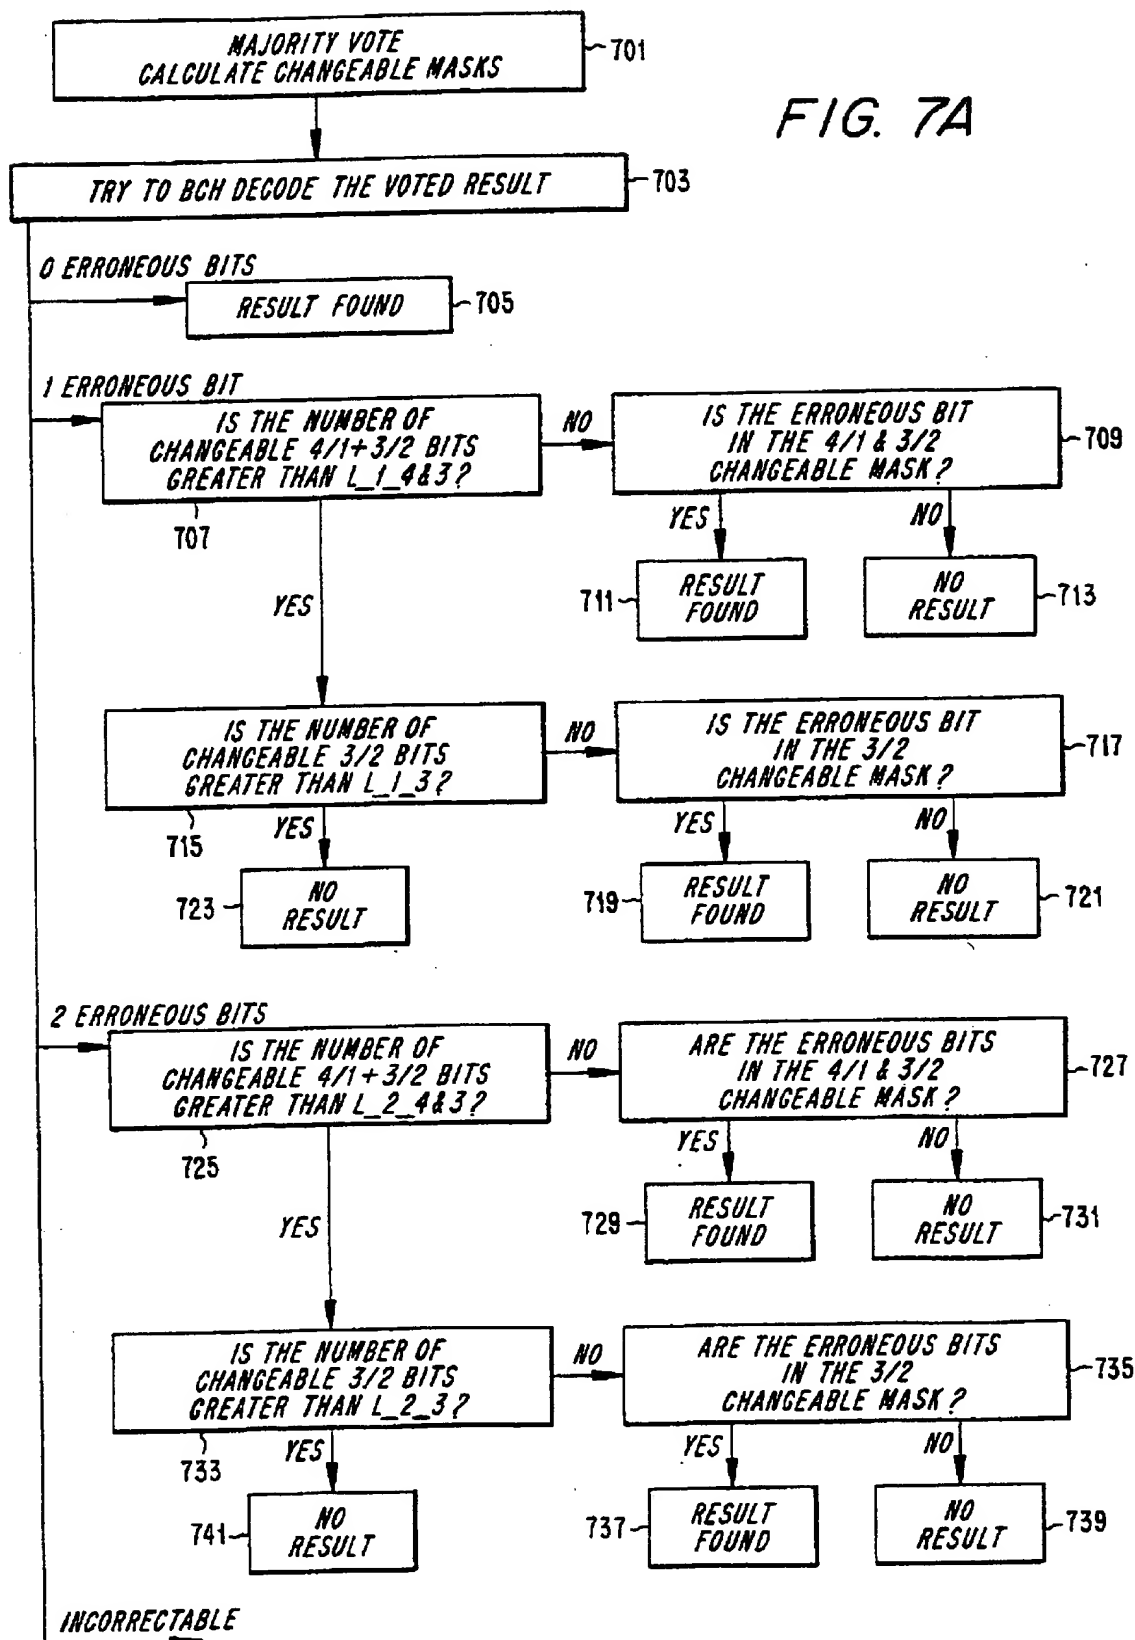 MAJORITY VOTE
CALCULATE CHANGEABLE MASKS
701
FIG. 7A
TRY TO BCH DECODE THE VOTED RESULT
703
0 ERRONEOUS BITS
RESULT FOUND
705
1 ERRONEOUS BIT
IS THE NUMBER OF
CHANGEABLE 4/1+3/2 BITS
GREATER THAN L_1_4&3?
707
NO
IS THE ERRONEOUS BIT
IN THE 4/1 & 3/2
CHANGEABLE MASK?
709
YES
NO
711
RESULT
FOUND
NO
RESULT
713
YES
IS THE NUMBER OF
CHANGEABLE 3/2 BITS
GREATER THAN L_1_3?
715
NO
IS THE ERRONEOUS BIT
IN THE 3/2
CHANGEABLE MASK?
717
YES
YES
NO
723
NO
RESULT
719
RESULT
FOUND
NO
RESULT
721
2 ERRONEOUS BITS
IS THE NUMBER OF
CHANGEABLE 4/1+3/2 BITS
GREATER THAN L_2_4&3?
725
NO
ARE THE ERRONEOUS BITS
IN THE 4/1 & 3/2
CHANGEABLE MASK?
727
YES
NO
729
RESULT
FOUND
NO
RESULT
731
YES
IS THE NUMBER OF
CHANGEABLE 3/2 BITS
GREATER THAN L_2_3?
733
NO
ARE THE ERRONEOUS BITS
IN THE 3/2
CHANGEABLE MASK?
735
YES
YES
NO
741
NO
RESULT
737
RESULT
FOUND
NO
RESULT
739
INCORRECTABLE